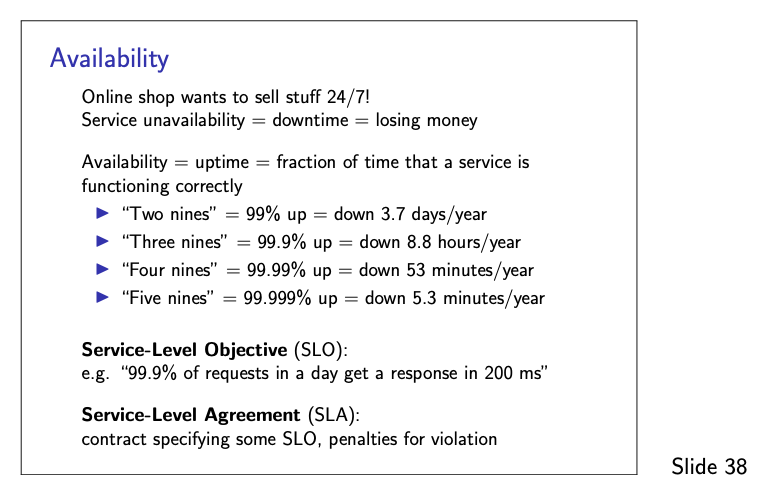 Availability
Online shop wants to sell stuff 24/7!
Service unavailability = downtime = losing money
Availability = uptime = fraction of time that a service is
functioning correctly
▶ “Two nines” = 99% up = down 3.7 days/year
▶ “Three nines” = 99.9% up = down 8.8 hours/year
▶ “Four nines” = 99.99% up = down 53 minutes/year
▶ “Five nines” = 99.999% up = down 5.3 minutes/year
Service-Level Objective (SLO):
e.g. “99.9% of requests in a day get a response in 200 ms”
Service-Level Agreement (SLA):
contract specifying some SLO, penalties for violation
Slide 38